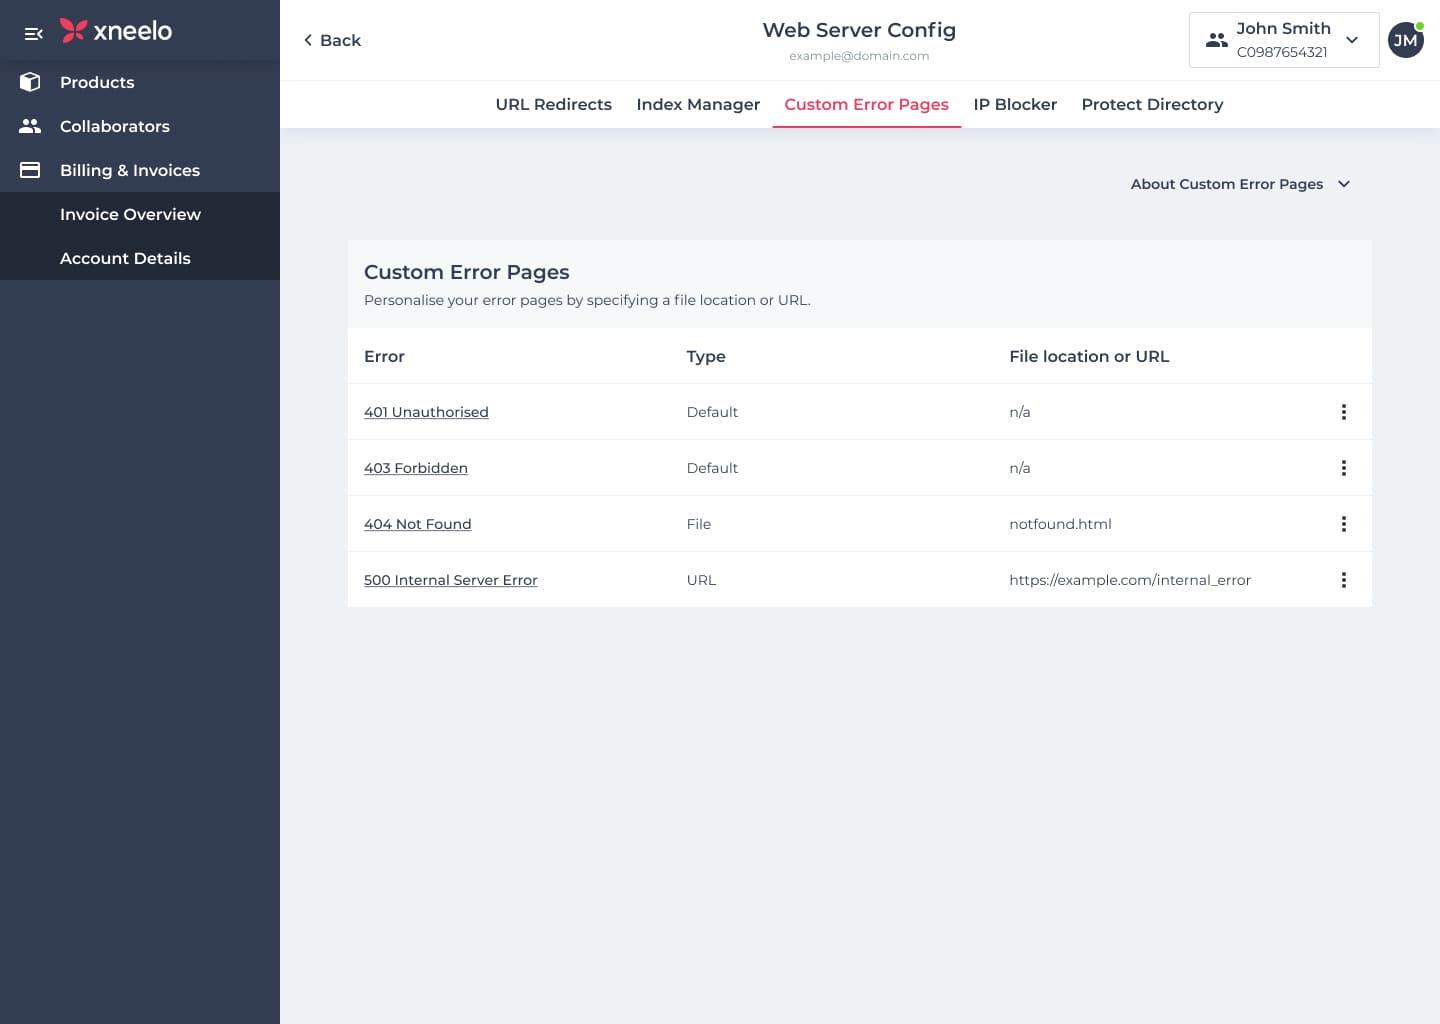 xneelo
Products
Collaborators
Billing & Invoices
Invoice Overview
Account Details
Back
Web Server Config
example@domain.com
John Smith
C0987654321
JM
URL Redirects
Index Manager
Custom Error Pages
IP Blocker
Protect Directory
About Custom Error Pages
Custom Error Pages
Personalise your error pages by specifying a file location or URL.
Error Type File location or URL
401 Unauthorised Default n/a
403 Forbidden Default n/a
404 Not Found File notfound.html
500 Internal Server Error URL https://example.com/internal_error